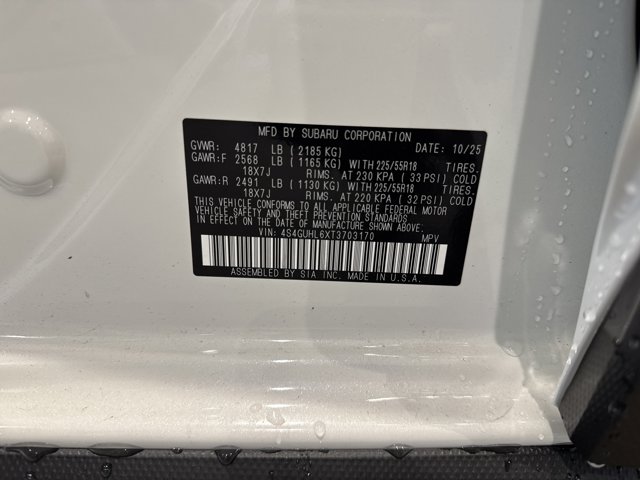 MFD BY SUBARU CORPORATION DATE: 10/25
GVWR: 4817 LB (2185 KG)
GAWR:F 2568 LB (1165 KG) WITH 225/55R18 TIRES.
18X7J RIMS. AT 230 KPA (33 PSI) COLD
GAWR:R 2491 LB (1130 KG) WITH 225/55R18 TIRES.
18X7J RIMS. AT 220 KPA (32 PSI) COLD
THIS VEHICLE CONFORMS TO ALL APPLICABLE FEDERAL MOTOR
VEHICLE SAFETY AND THEFT PREVENTION STANDARDS
IN EFFECT ON THE DATE OF MANUFACTURE SHOWN ABOVE.
VIN: 4S4GUHL6XT3703170 MPV
ASSEMBLED BY SIA INC. MADE IN U.S.A.